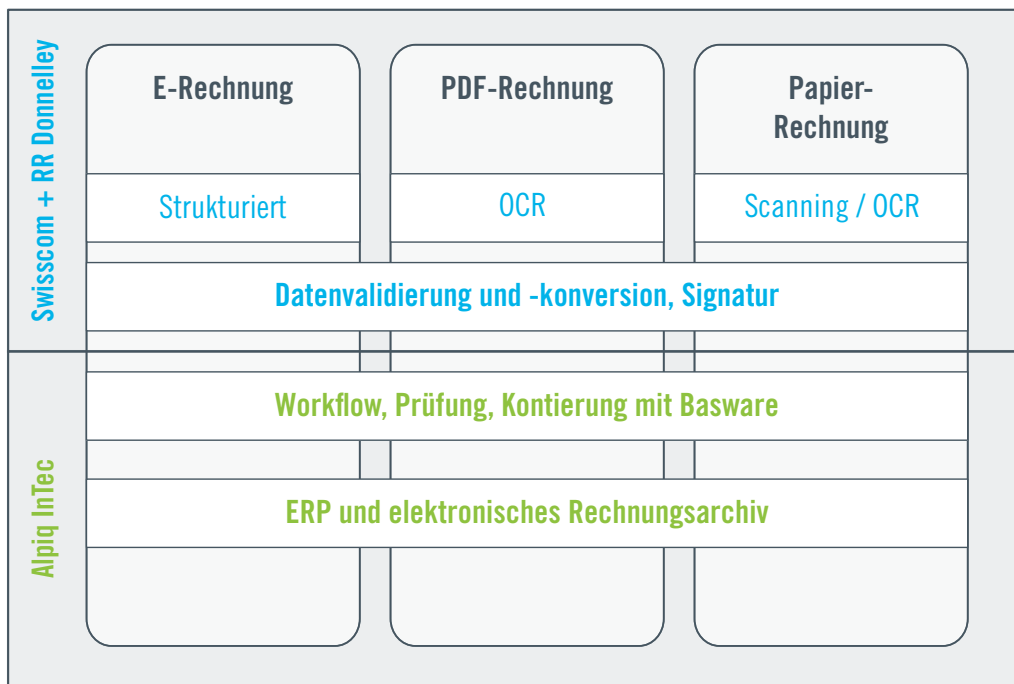 Swisscom + RR Donnelley
E-Rechnung
PDF-Rechnung
Papier-
Rechnung
Strukturiert
OCR
Scanning / OCR
Datenvalidierung und -konversion, Signatur
Alpiq InTec
Workflow, Prüfung, Kontierung mit Basware
ERP und elektronisches Rechnungsarchiv